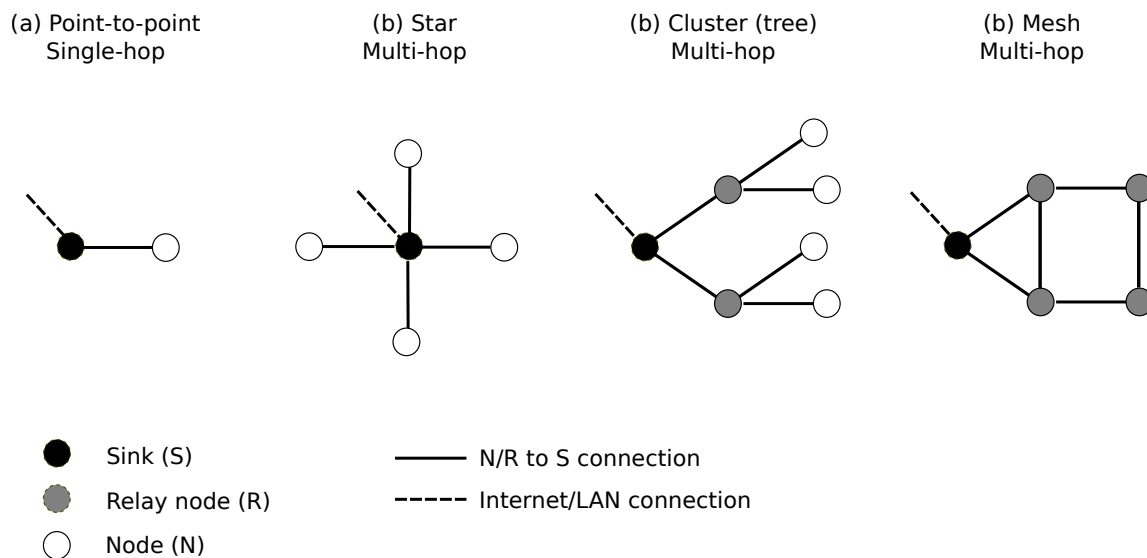 (a) Point-to-point
Single-hop
(b) Star
Multi-hop
(b) Cluster (tree)
Multi-hop
(b) Mesh
Multi-hop
Sink (S)
Relay node (R)
Node (N)
N/R to S connection
Internet/LAN connection